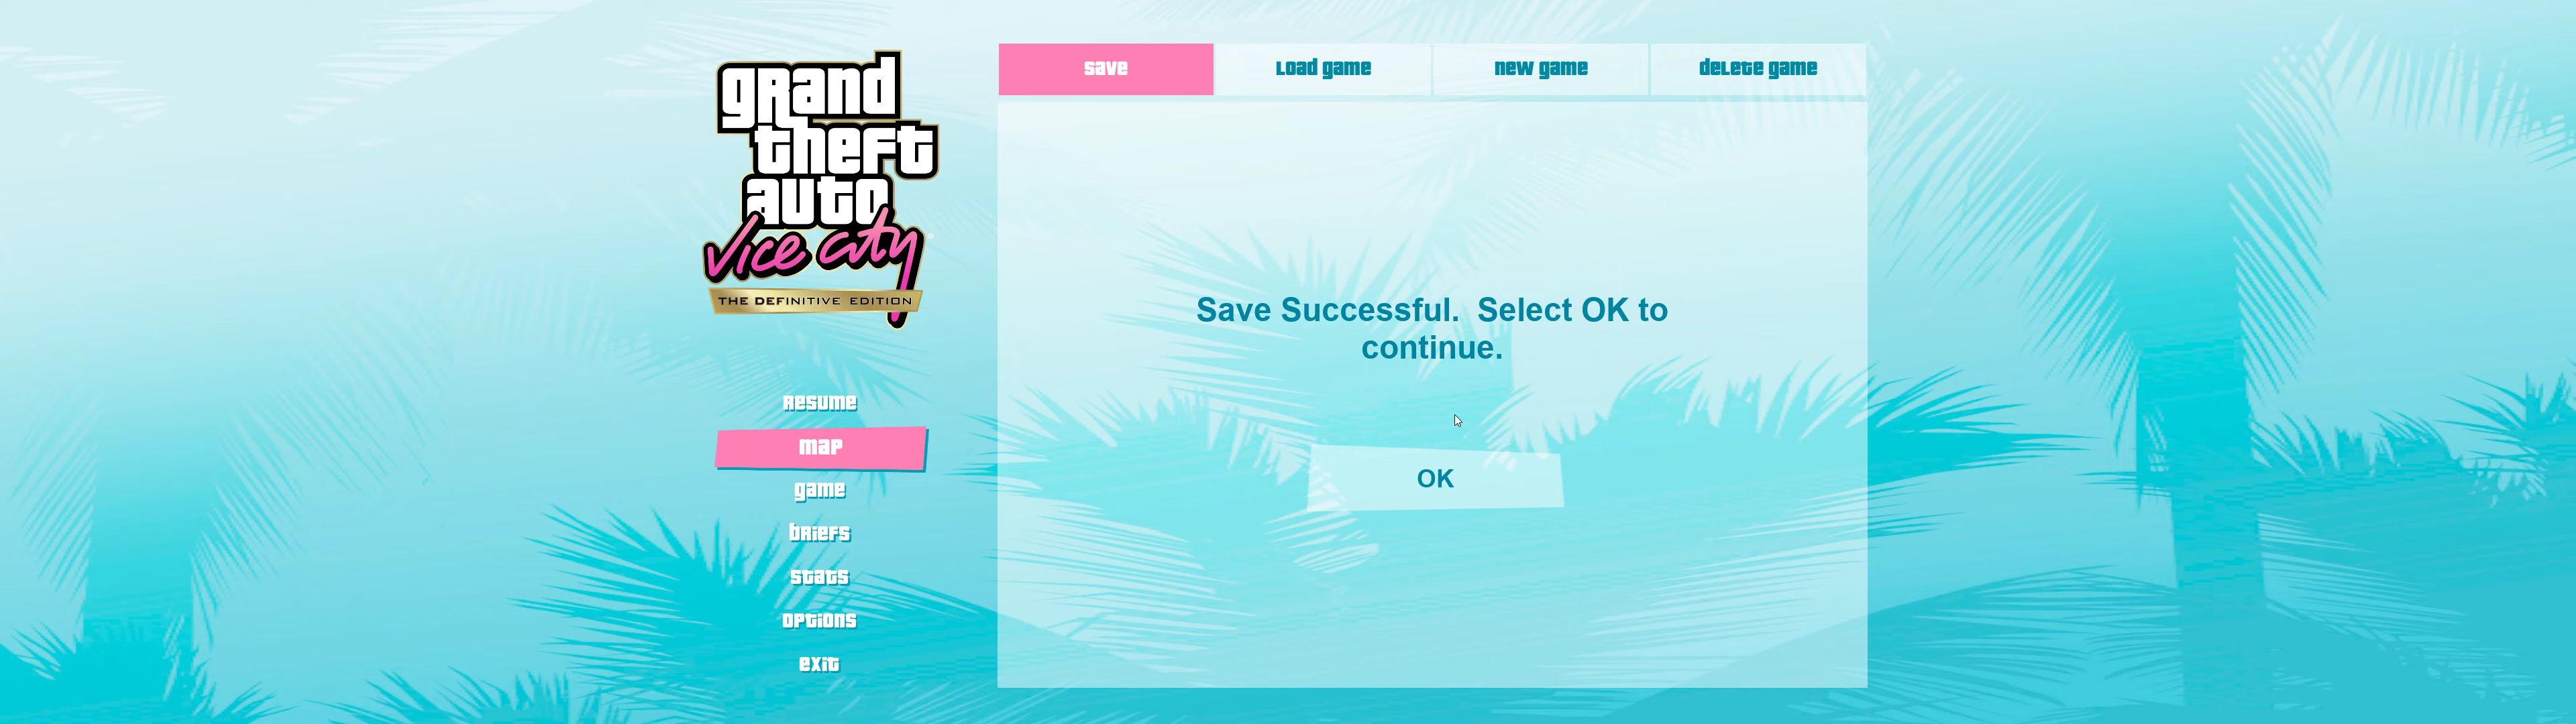 grand
theft
auto
vice city
THE DEFINITIVE EDITION
Resume
map
game
Briefs
stats
options
exit
save
Load game
new game
delete game
Save Successful.  Select OK to
continue.
OK